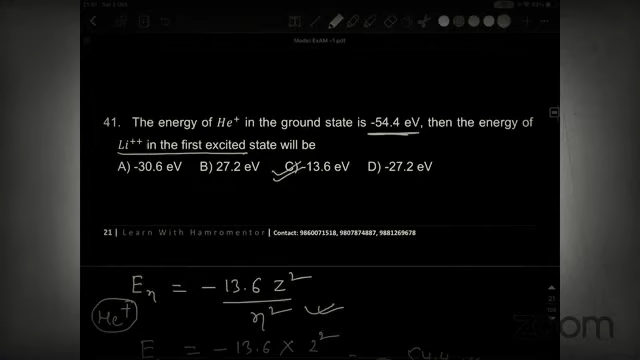 Model ExAM -1.pdf
41. The energy of He⁺ in the ground state is -54.4 eV, then the energy of
Li⁺⁺ in the first excited state will be
A) -30.6 eV B) 27.2 eV C) -13.6 eV D) -27.2 eV
21 | Learn With Hamromentor | Contact: 9860071518, 9807874887, 9881269678
Eₙ = - 13.6 z² / n²
He⁺
= - 13.6 × 2²
zoom